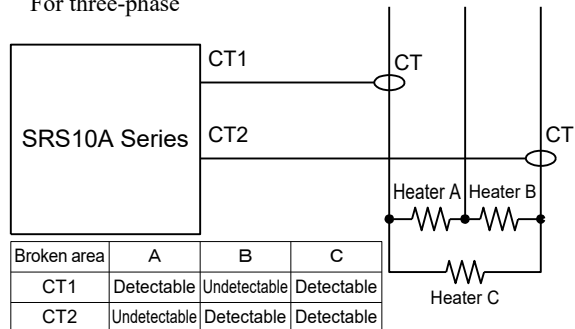 For three-phase
CT1
CT
SRS10A Series
CT2
CT
Heater A Heater B
Heater C
Broken area A B C
CT1 Detectable Undetectable Detectable
CT2 Undetectable Detectable Detectable